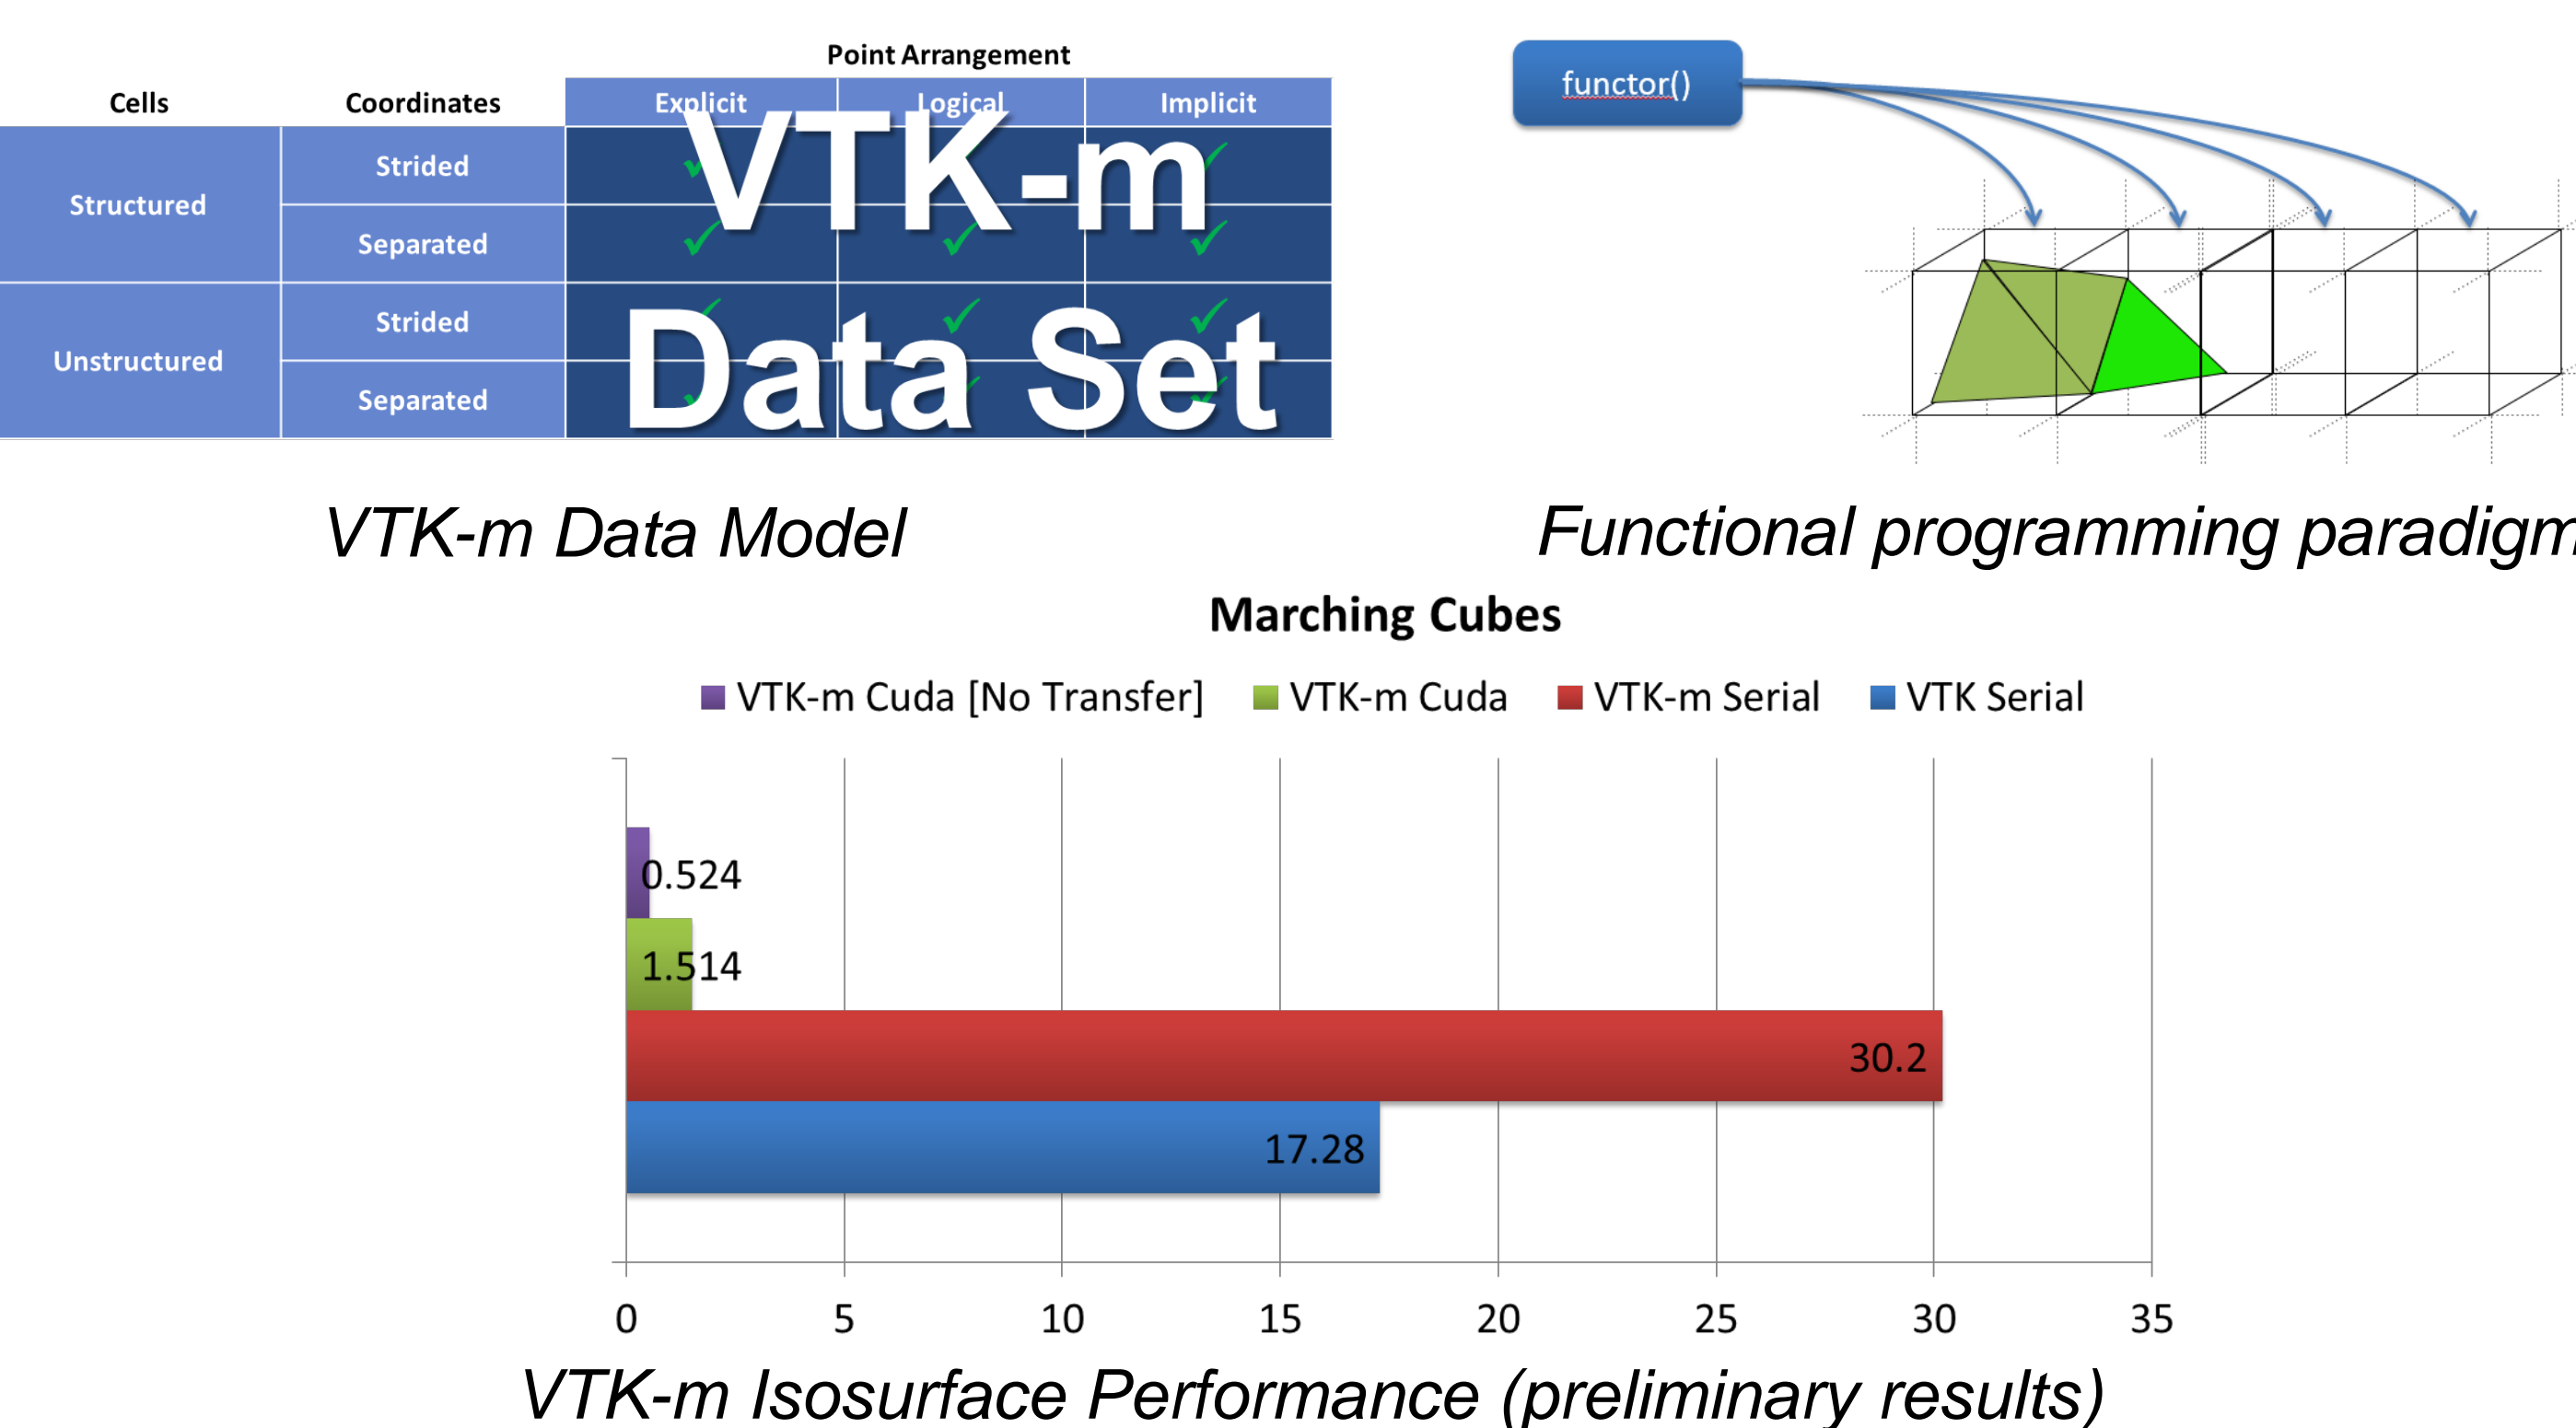 Point Arrangement
Cells Coordinates Explicit Logical Implicit
Structured
Strided
Separated
Unstructured
Strided
Separated
VTK-m
Data Set
functor()
VTK-m Data Model
Functional programming paradigm
Marching Cubes
VTK-m Cuda [No Transfer] VTK-m Cuda VTK-m Serial VTK Serial
0.524
1.514
30.2
17.28
0 5 10 15 20 25 30 35
VTK-m Isosurface Performance (preliminary results)